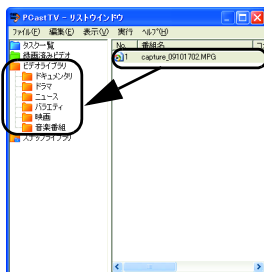 PCastTV - リストウインドウ
ファイル(F) 編集(E) 表示(V) 実行 ヘルプ(H)
タスク一覧
録画済みビデオ
ビデオライブラリ
ドキュメンタリ
ドラマ
ニュース
バラエティ
映画
音楽番組
スナップライブラリ
No. 番組名
1 capture_09101702.MPG